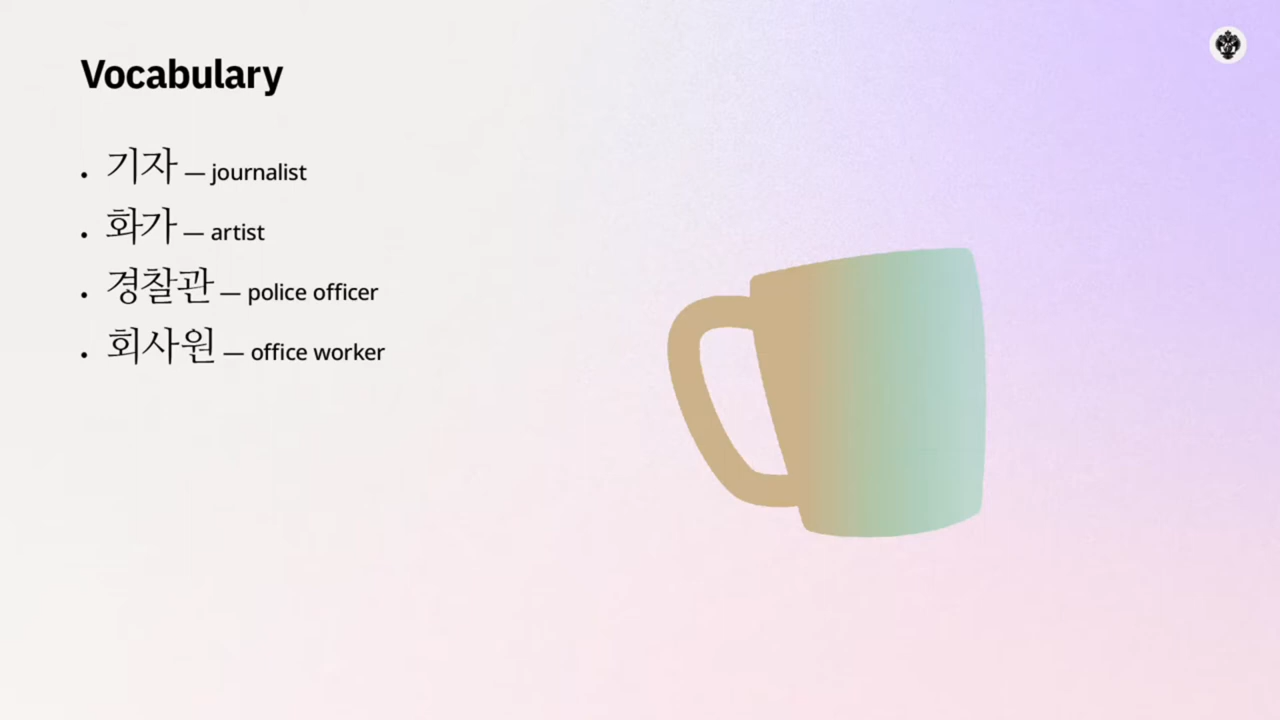 Vocabulary
• 기자 — journalist
• 화가 — artist
• 경찰관 — police officer
• 회사원 — office worker